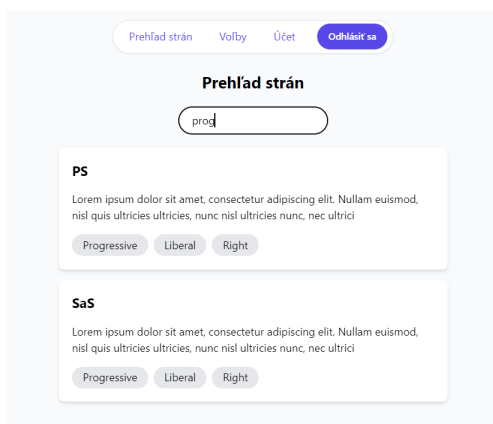 Prehľad strán Voľby Účet Odhlásiť sa
Prehľad strán
prog
PS
Lorem ipsum dolor sit amet, consectetur adipiscing elit. Nullam euismod,
nisl quis ultricies ultricies, nunc nisl ultricies nunc, nec ultrici
Progressive Liberal Right
SaS
Lorem ipsum dolor sit amet, consectetur adipiscing elit. Nullam euismod,
nisl quis ultricies ultricies, nunc nisl ultricies nunc, nec ultrici
Progressive Liberal Right